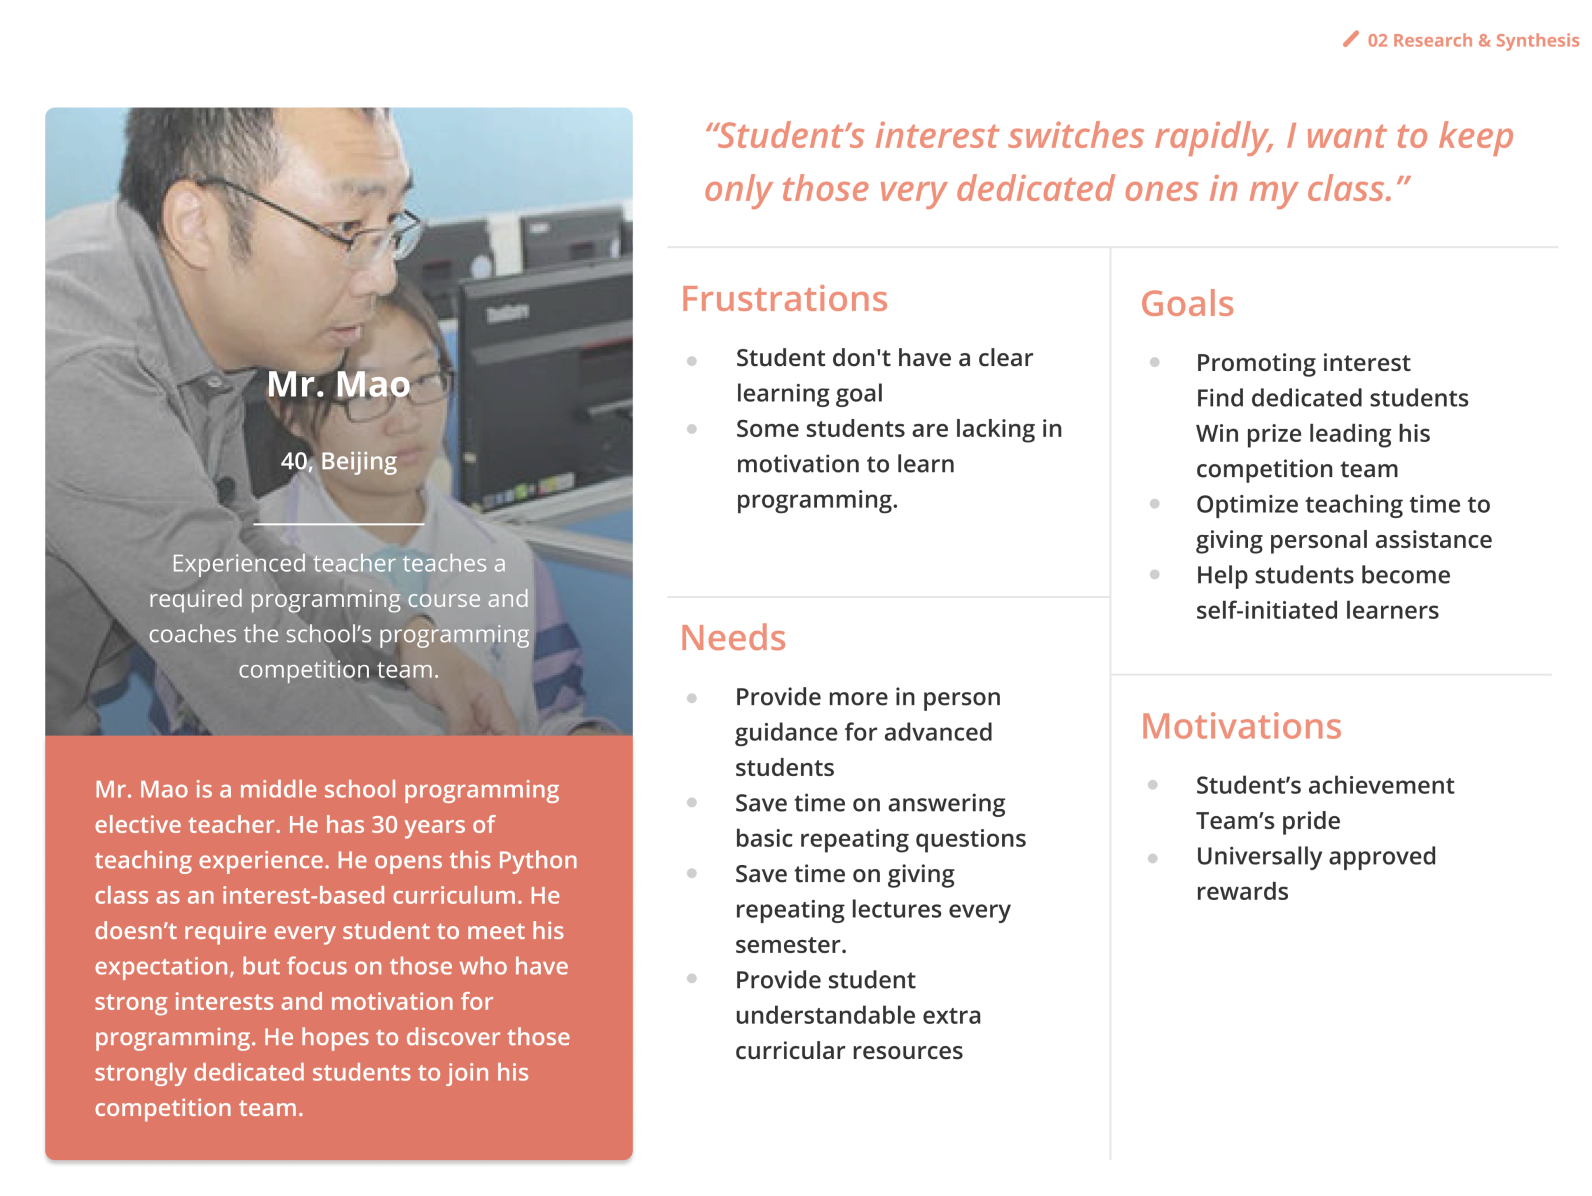 02 Research & Synthesis
“Student’s interest switches rapidly, I want to keep
only those very dedicated ones in my class.”
Mr. Mao
40, Beijing
Experienced teacher teaches a
required programming course and
coaches the school’s programming
competition team.
Mr. Mao is a middle school programming
elective teacher. He has 30 years of
teaching experience. He opens this Python
class as an interest-based curriculum. He
doesn’t require every student to meet his
expectation, but focus on those who have
strong interests and motivation for
programming. He hopes to discover those
strongly dedicated students to join his
competition team.
Frustrations
Student don't have a clear
learning goal
Some students are lacking in
motivation to learn
programming.
Needs
Provide more in person
guidance for advanced
students
Save time on answering
basic repeating questions
Save time on giving
repeating lectures every
semester.
Provide student
understandable extra
curricular resources
Goals
Promoting interest
Find dedicated students
Win prize leading his
competition team
Optimize teaching time to
giving personal assistance
Help students become
self-initiated learners
Motivations
Student’s achievement
Team’s pride
Universally approved
rewards